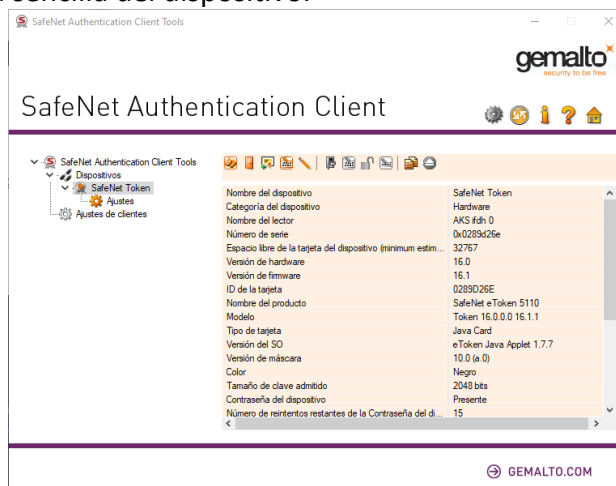 del dispositivo.
SafeNet Authentication Client Tools
gemalto
security to be free
SafeNet Authentication Client
SafeNet Authentication Client Tools
Dispositivos
SafeNet Token
Ajustes
Ajustes de clientes
Nombre del dispositivo SafeNet Token
Categoría del dispositivo Hardware
Nombre del lector AKS ifdh 0
Número de serie 0x0289d26e
Espacio libre de la tarjeta del dispositivo (minimum estim... 32767
Versión de hardware 16.0
Versión de firmware 16.1
ID de la tarjeta 0289D26E
Nombre del producto SafeNet eToken 5110
Modelo Token 16.0.0.0 16.1.1
Tipo de tarjeta Java Card
Versión del SO eToken Java Applet 1.7.7
Versión de máscara 10.0 (a.0)
Color Negro
Tamaño de clave admitido 2048 bits
Contraseña del dispositivo Presente
Número de reintentos restantes de la Contraseña del di... 15
GEMALTO.COM